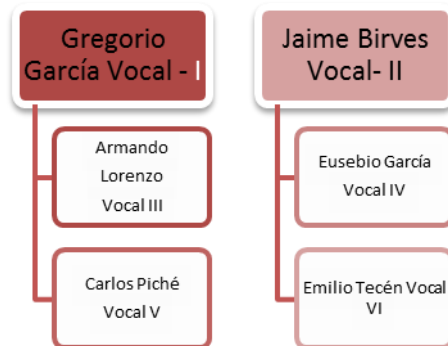 Gregorio
García Vocal - I
Armando
Lorenzo
Vocal III
Carlos Piché
Vocal V
Jaime Birves
Vocal- II
Eusebio García
Vocal IV
Emilio Tecén Vocal
VI